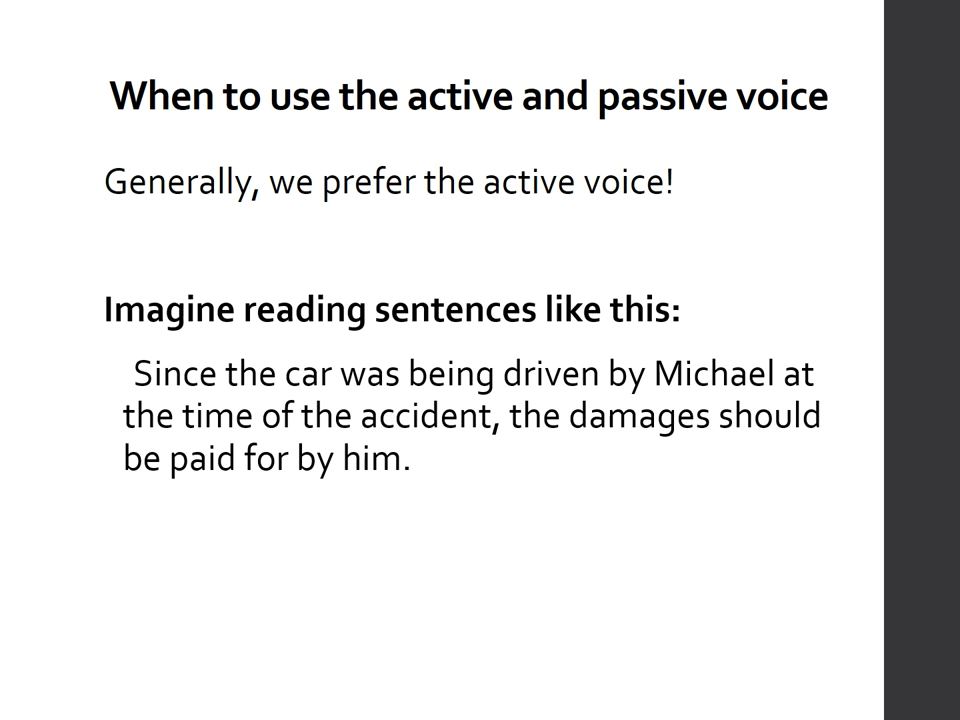 When to use the active and passive voice
Generally, we prefer the active voice!
Imagine reading sentences like this:
Since the car was being driven by Michael at
the time of the accident, the damages should
be paid for by him.